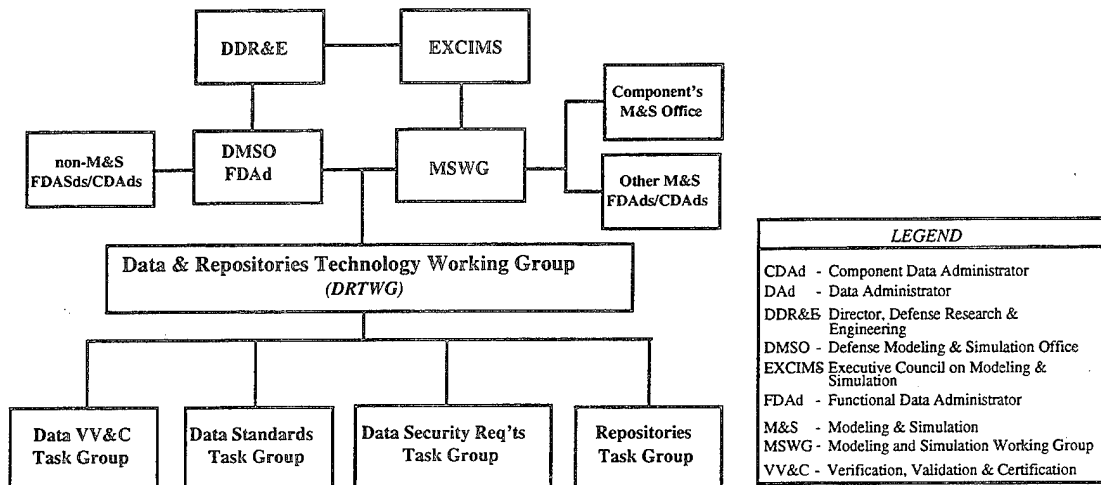 DDR&E
EXCIMS
Component's
M&S Office
non-M&S
FDASds/CDAds
DMSO
FDAd
MSWG
Other M&S
FDAds/CDAds
Data & Repositories Technology Working Group
(DRTWG)
Data VV&C
Task Group
Data Standards
Task Group
Data Security Req'ts
Task Group
Repositories
Task Group
LEGEND
CDAd - Component Data Administrator
DAd - Data Administrator
DDR&E- Director, Defense Research &
Engineering
DMSO - Defense Modeling & Simulation Office
EXCIMS- Executive Council on Modeling &
Simulation
FDAd - Functional Data Administrator
M&S - Modeling & Simulation
MSWG - Modeling and Simulation Working Group
VV&C - Verification, Validation & Certification